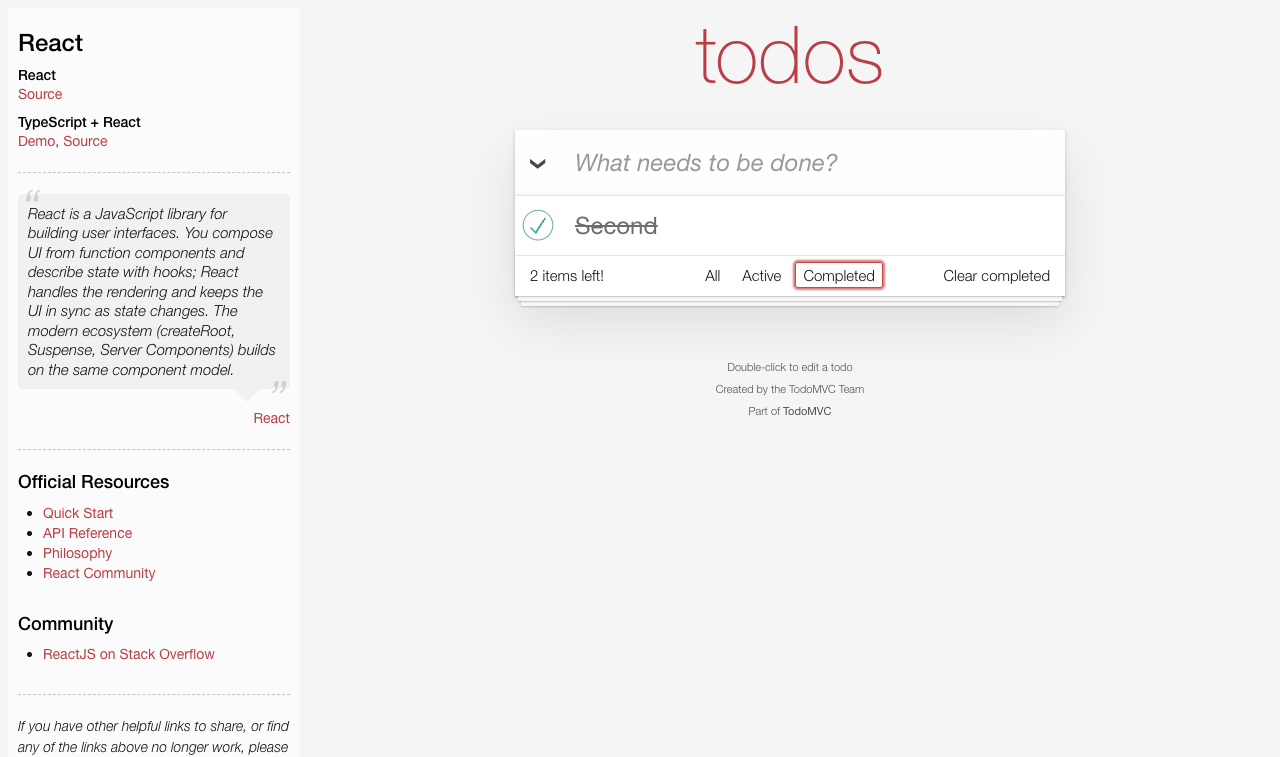 React
React
Source
TypeScript + React
Demo, Source
“
React is a JavaScript library for
building user interfaces. You compose
UI from function components and
describe state with hooks; React
handles the rendering and keeps the
UI in sync as state changes. The
modern ecosystem (createRoot,
Suspense, Server Components) builds
on the same component model.
”
React
Official Resources
Quick Start
API Reference
Philosophy
React Community
Community
ReactJS on Stack Overflow
If you have other helpful links to share, or find
any of the links above no longer work, please
todos
What needs to be done?
Second
2 items left!
All
Active
Completed
Clear completed
Double-click to edit a todo
Created by the TodoMVC Team
Part of TodoMVC